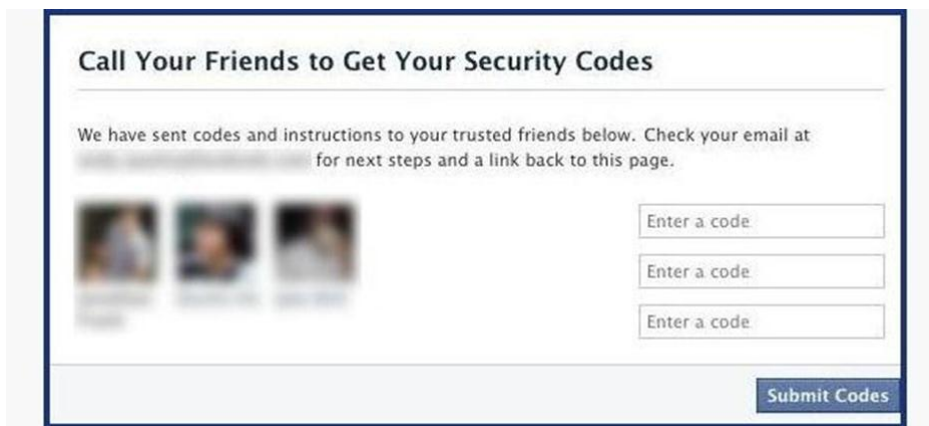 Call Your Friends to Get Your Security Codes
We have sent codes and instructions to your trusted friends below. Check your email at
for next steps and a link back to this page.
Enter a code
Enter a code
Enter a code
Submit Codes